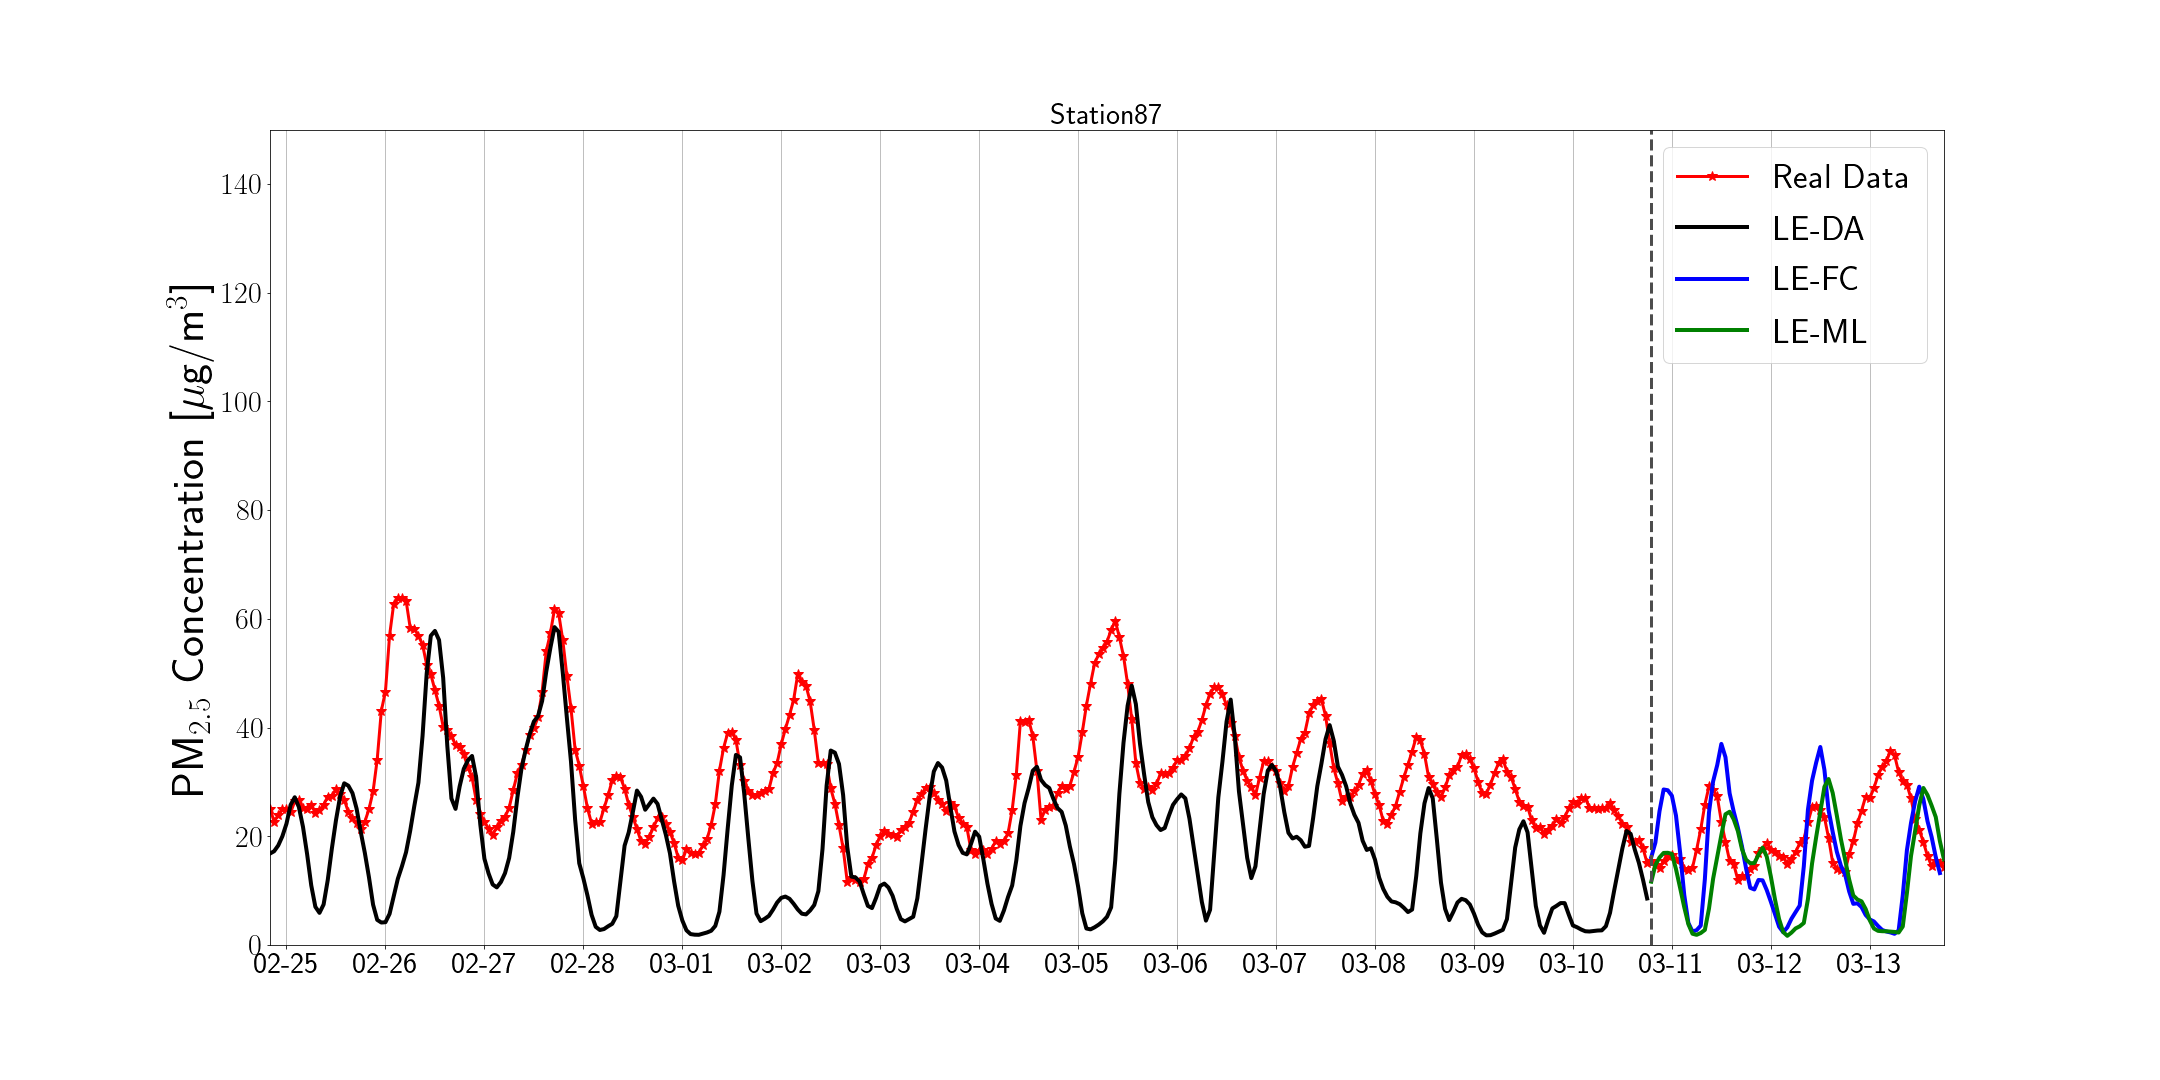 Station87
PM2.5 Concentration [μg/m³]
140
120
100
80
60
40
20
0
Real Data
LE-DA
LE-FC
LE-ML
02-25 02-26 02-27 02-28 03-01 03-02 03-03 03-04 03-05 03-06 03-07 03-08 03-09 03-10 03-11 03-12 03-13